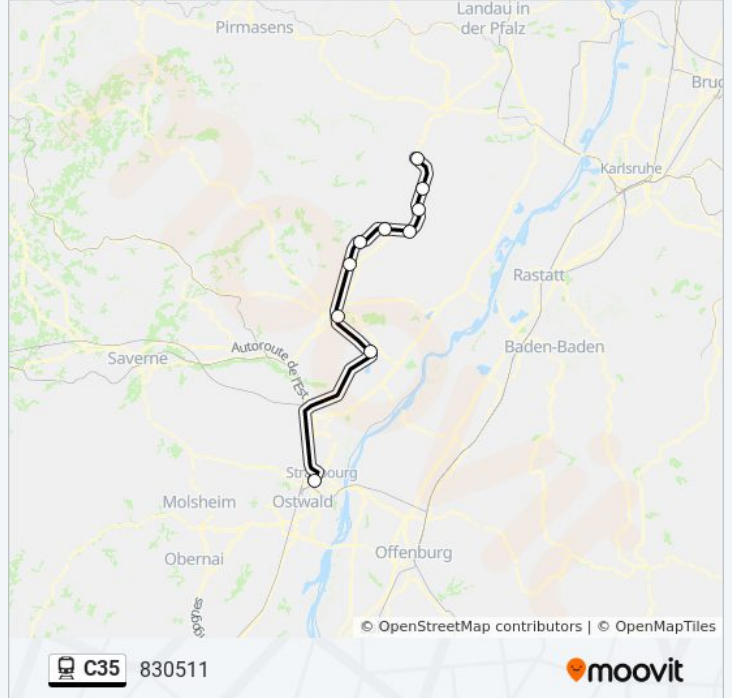 Landau in
der Pfalz
Pirmasens
Bruc
Karlsruhe
Rastatt
Baden-Baden
Saverne
Autoroute de l'Est
Strasbourg
Ostwald
Molsheim
Offenburg
Obernai
© OpenStreetMap contributors | © OpenMapTiles
C35 830511
moovit